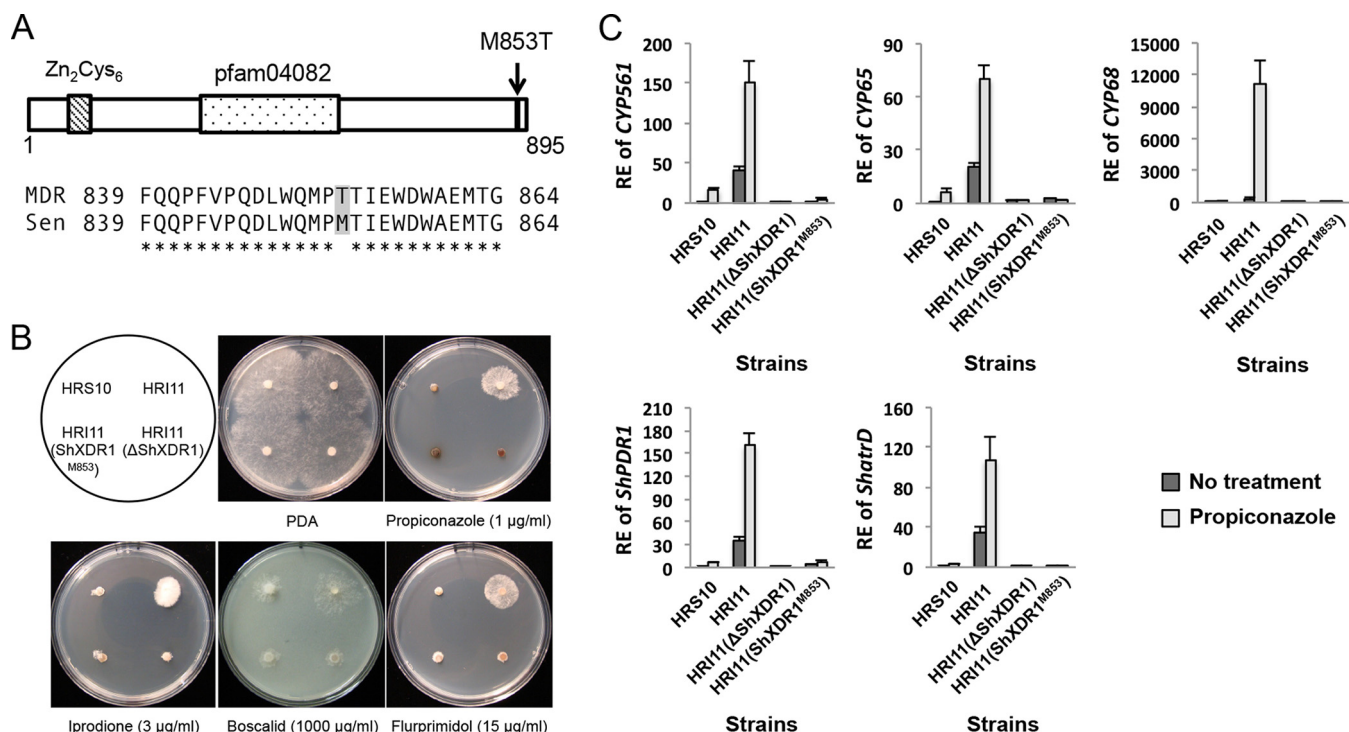 A
M853T
Zn₂Cys₆
pfam04082
1
895
MDR 839 FQQPFVPQDLWQMPTTIEWDWAEMTG 864
Sen 839 FQQPFVPQDLWQMPMTIEWDWAEMTG 864
************** ***********
B
HRS10
HRI11
HRI11
(ShXDR1
M853)
HRI11
(ΔShXDR1)
PDA
Propiconazole (1 µg/ml)
Iprodione (3 µg/ml)
Boscalid (1000 µg/ml)
Flurprimidol (15 µg/ml)
C
RE of CYP561
200
150
100
50
0
HRS10
HRI11
HRI11(ΔShXDR1)
HRI11(ShXDR1ᴹ⁸⁵³)
Strains
RE of CYP65
90
60
30
0
HRS10
HRI11
HRI11(ΔShXDR1)
HRI11(ShXDR1ᴹ⁸⁵³)
Strains
RE of CYP68
15000
12000
9000
6000
3000
0
HRS10
HRI11
HRI11(ΔShXDR1)
HRI11(ShXDR1ᴹ⁸⁵³)
Strains
RE of ShPDR1
210
180
150
120
90
60
30
0
HRS10
HRI11
HRI11(ΔShXDR1)
HRI11(ShXDR1ᴹ⁸⁵³)
Strains
RE of ShatrD
160
120
80
40
0
HRS10
HRI11
HRI11(ΔShXDR1)
HRI11(ShXDR1ᴹ⁸⁵³)
Strains
No treatment
Propiconazole